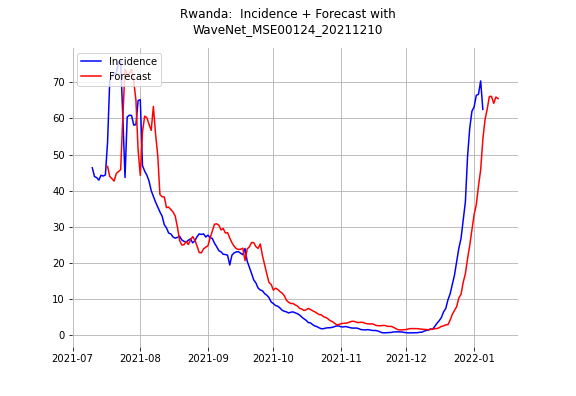 Rwanda:  Incidence + Forecast with
WaveNet_MSE00124_20211210
Incidence
Forecast
70
60
50
40
30
20
10
0
2021-07 2021-08 2021-09 2021-10 2021-11 2021-12 2022-01